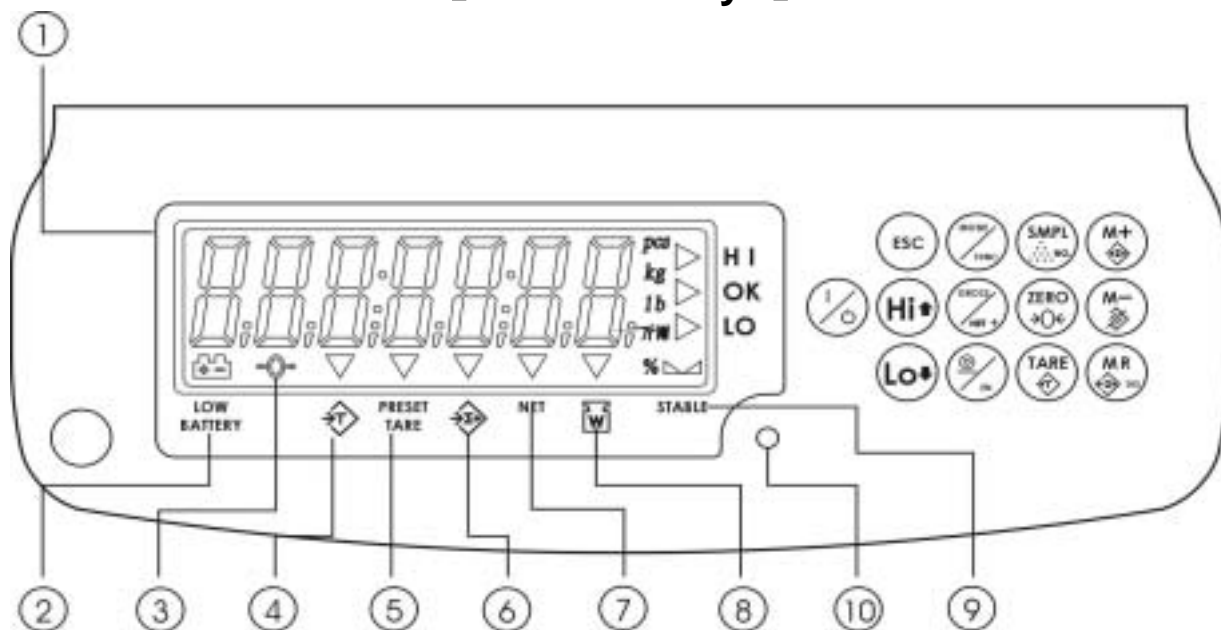 1
pcs
kg
lb
%
HI
OK
LO
LOW
BATTERY
T
PRESET
TARE
Σ
NET
W
STABLE
ESC
SMPL
M+
I
Hi
ZERO
0
M−
Lo
TARE
T
MR
2
3
4
5
6
7
8
10
9